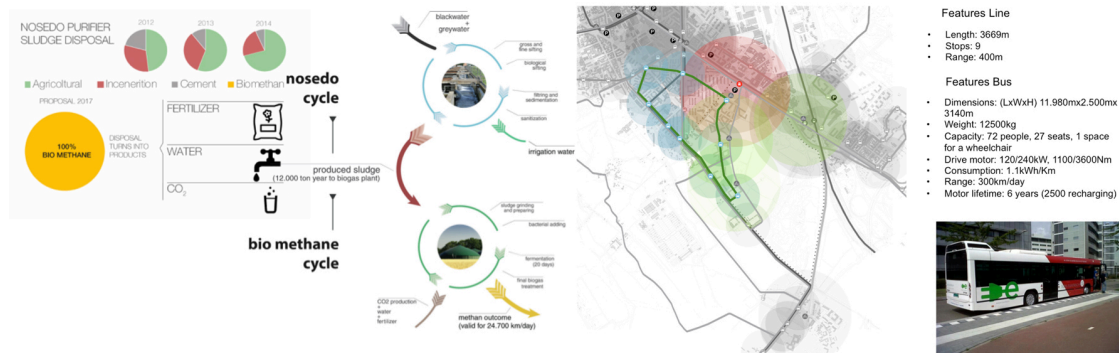 NOSEDO PURIFIER
SLUDGE DISPOSAL
2012
2013
2014
Agricultural
Incenerition
Cement
Biomethan
PROPOSAL 2017
100%
BIO METHANE
DISPOSAL
TURNS INTO
PRODUCTS
FERTILIZER
WATER
CO2
nosedo
cycle
produced sludge
(12.000 ton year to biogas plant)
bio methane
cycle
blackwater
+
greywater
gross and
fine sifting
biological
sifting
filtring and
sedimentation
sanitization
irrigation water
sludge grinding
and preparing
bacterial adding
fermentation
(20 days)
final biogas
treatment
CO2 production
+
water
+
fertilizer
methan outcome
(valid for 24.700 km/day)
Features Line
• Length: 3669m
• Stops: 9
• Range: 400m
Features Bus
• Dimensions: (LxWxH) 11.980mx2.500mx
3140m
• Weight: 12500kg
• Capacity: 72 people, 27 seats, 1 space
for a wheelchair
• Drive motor: 120/240kW, 1100/3600Nm
• Consumption: 1.1kWh/Km
• Range: 300km/day
• Motor lifetime: 6 years (2500 recharging)
e